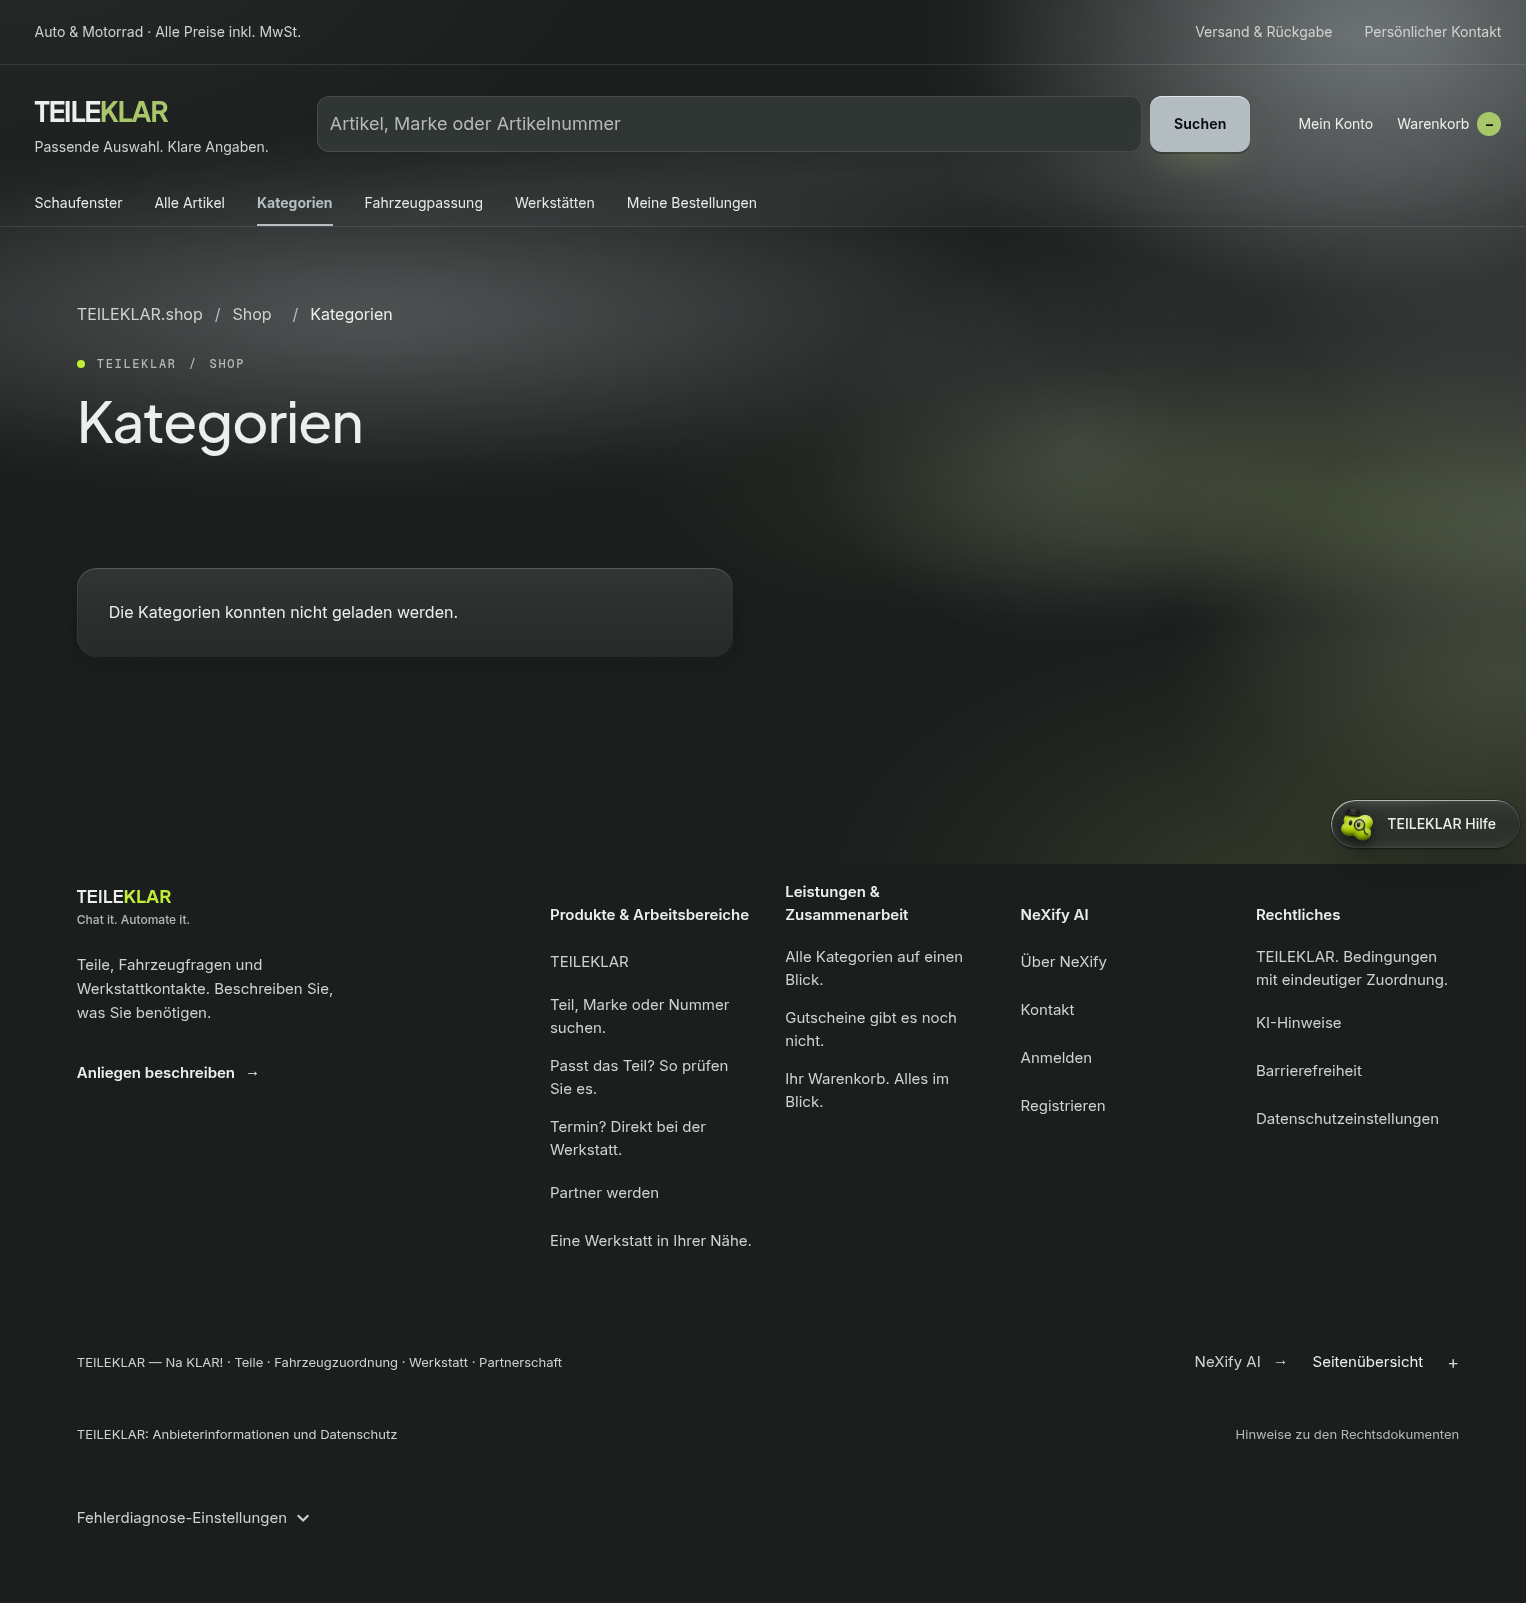 Auto & Motorrad · Alle Preise inkl. MwSt.
Versand & Rückgabe
Persönlicher Kontakt
TEILEKLAR
Passende Auswahl. Klare Angaben.
Artikel, Marke oder Artikelnummer
Suchen
Mein Konto
Warenkorb –
Schaufenster
Alle Artikel
Kategorien
Fahrzeugpassung
Werkstätten
Meine Bestellungen
TEILEKLAR.shop / Shop / Kategorien
TEILEKLAR / SHOP
Kategorien
Die Kategorien konnten nicht geladen werden.
TEILEKLAR Hilfe
TEILEKLAR
Chat it. Automate it.
Teile, Fahrzeugfragen und
Werkstattkontakte. Beschreiben Sie,
was Sie benötigen.
Anliegen beschreiben →
Produkte & Arbeitsbereiche
TEILEKLAR
Teil, Marke oder Nummer
suchen.
Passt das Teil? So prüfen
Sie es.
Termin? Direkt bei der
Werkstatt.
Partner werden
Eine Werkstatt in Ihrer Nähe.
Leistungen &
Zusammenarbeit
Alle Kategorien auf einen
Blick.
Gutscheine gibt es noch
nicht.
Ihr Warenkorb. Alles im
Blick.
NeXify AI
Über NeXify
Kontakt
Anmelden
Registrieren
Rechtliches
TEILEKLAR. Bedingungen
mit eindeutiger Zuordnung.
KI-Hinweise
Barrierefreiheit
Datenschutzeinstellungen
TEILEKLAR — Na KLAR! · Teile · Fahrzeugzuordnung · Werkstatt · Partnerschaft
NeXify AI →
Seitenübersicht +
TEILEKLAR: Anbieterinformationen und Datenschutz
Hinweise zu den Rechtsdokumenten
Fehlerdiagnose-Einstellungen